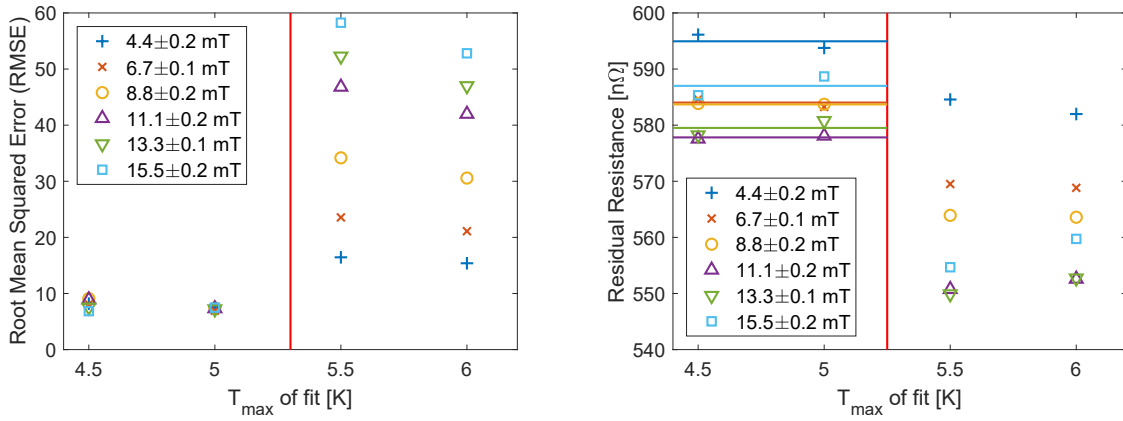 60
50
40
30
20
10
0
Root Mean Squared Error (RMSE)
4.4±0.2 mT
6.7±0.1 mT
8.8±0.2 mT
11.1±0.2 mT
13.3±0.1 mT
15.5±0.2 mT
4.5 5 5.5 6
T_max of fit [K]
600
590
580
570
560
550
540
Residual Resistance [nΩ]
4.4±0.2 mT
6.7±0.1 mT
8.8±0.2 mT
11.1±0.2 mT
13.3±0.1 mT
15.5±0.2 mT
4.5 5 5.5 6
T_max of fit [K]